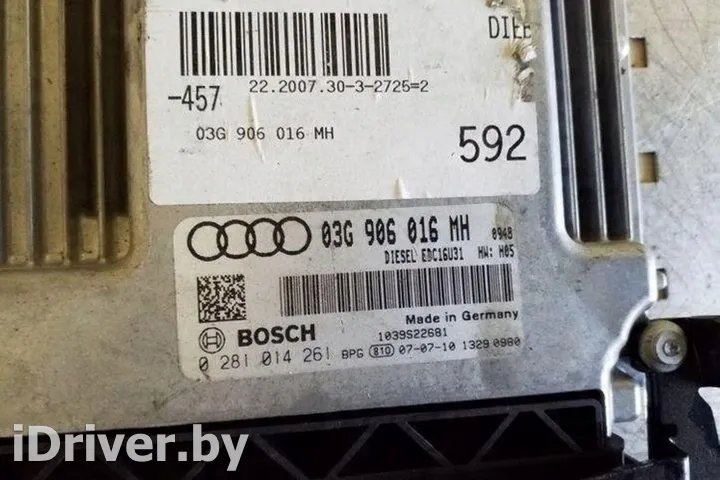 DIE
22.2007.30-3-2725=2
-457
03G 906 016 MH
592
03G 906 016 MH 0948
DIESEL EDC16U31 HW: H05
Made in Germany
BOSCH 1039S22681
0 281 014 261 BPG 810 07-07-10 1329 0980
iDriver.by